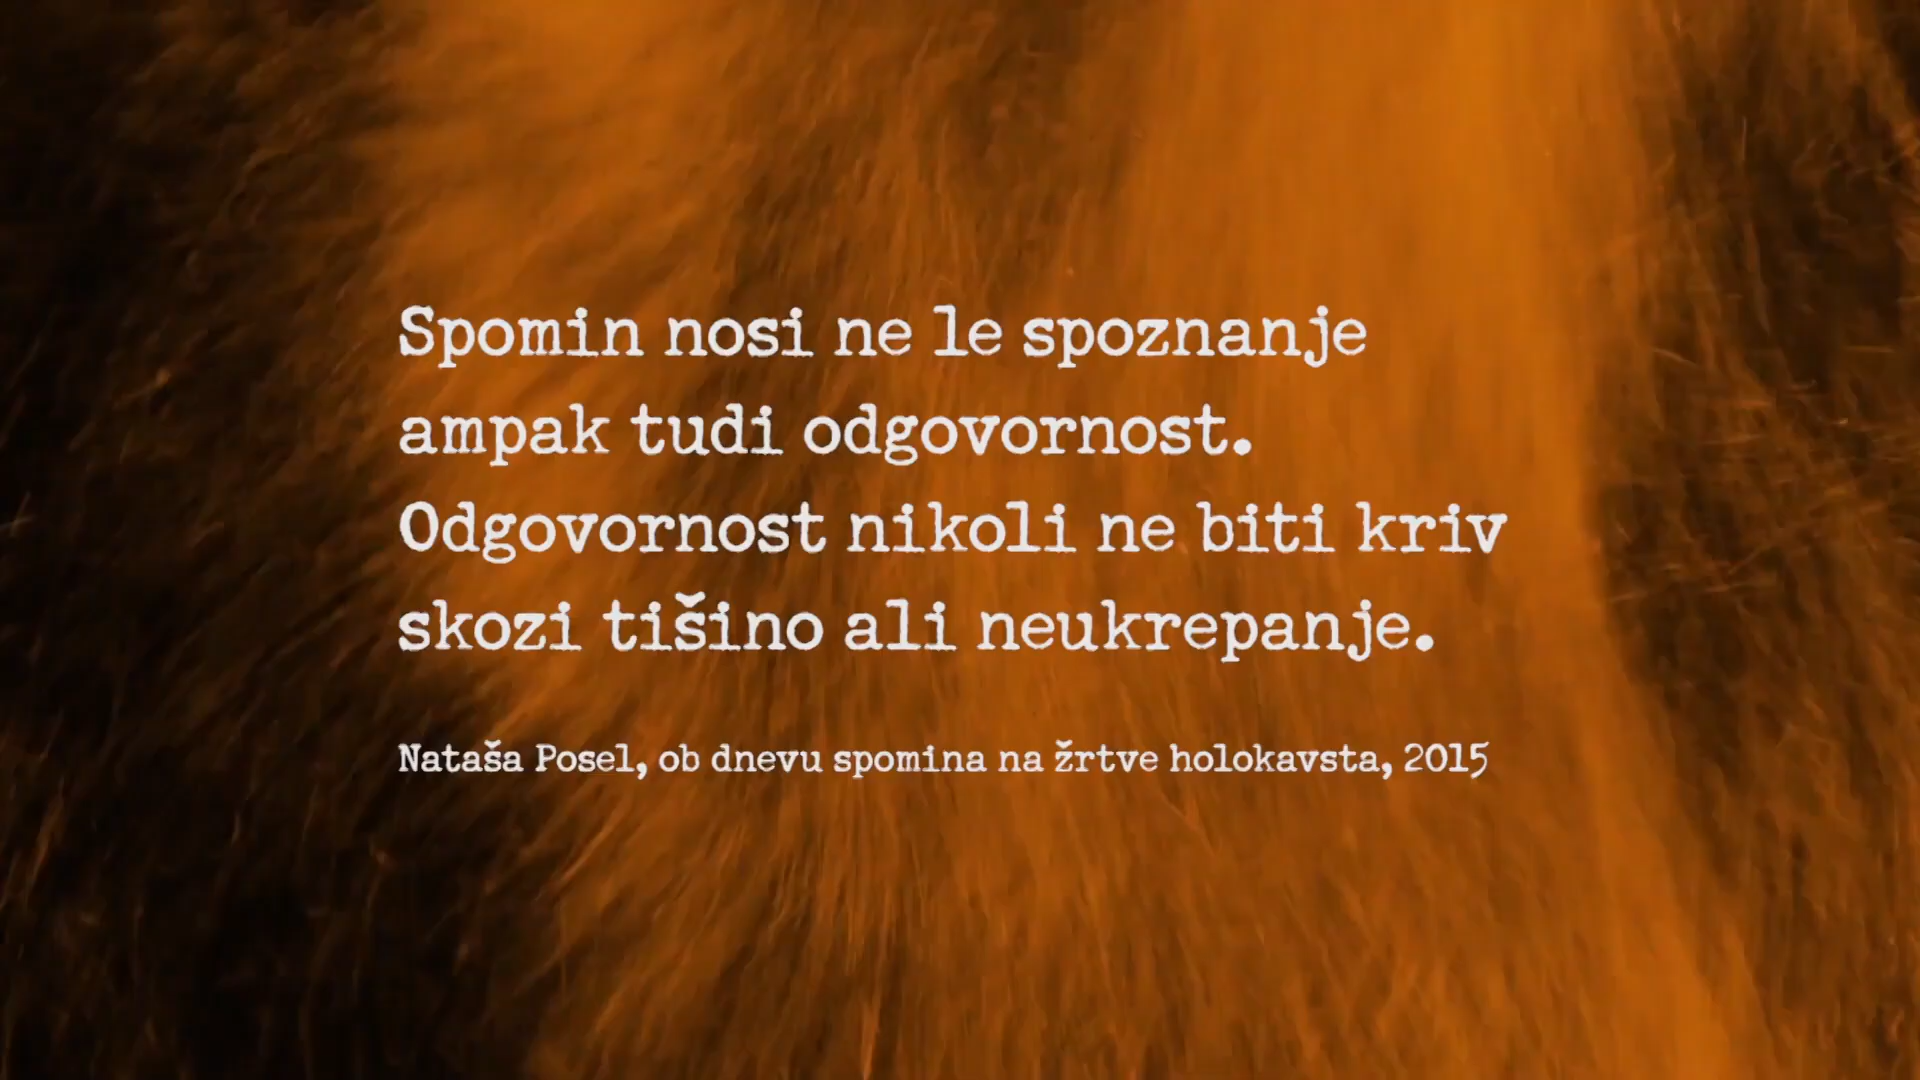 Spomin nosi ne le spoznanje
ampak tudi odgovornost.
Odgovornost nikoli ne biti kriv
skozi tišino ali neukrepanje.
Nataša Posel, ob dnevu spomina na žrtve holokavsta, 2015